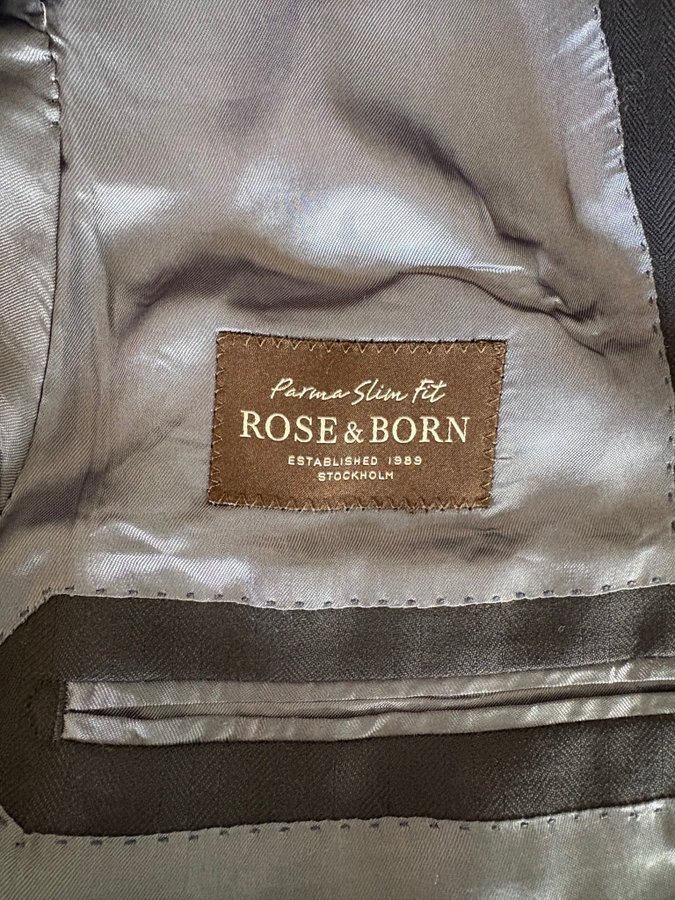 Parma Slim Fit
ROSE & BORN
ESTABLISHED 1989
STOCKHOLM